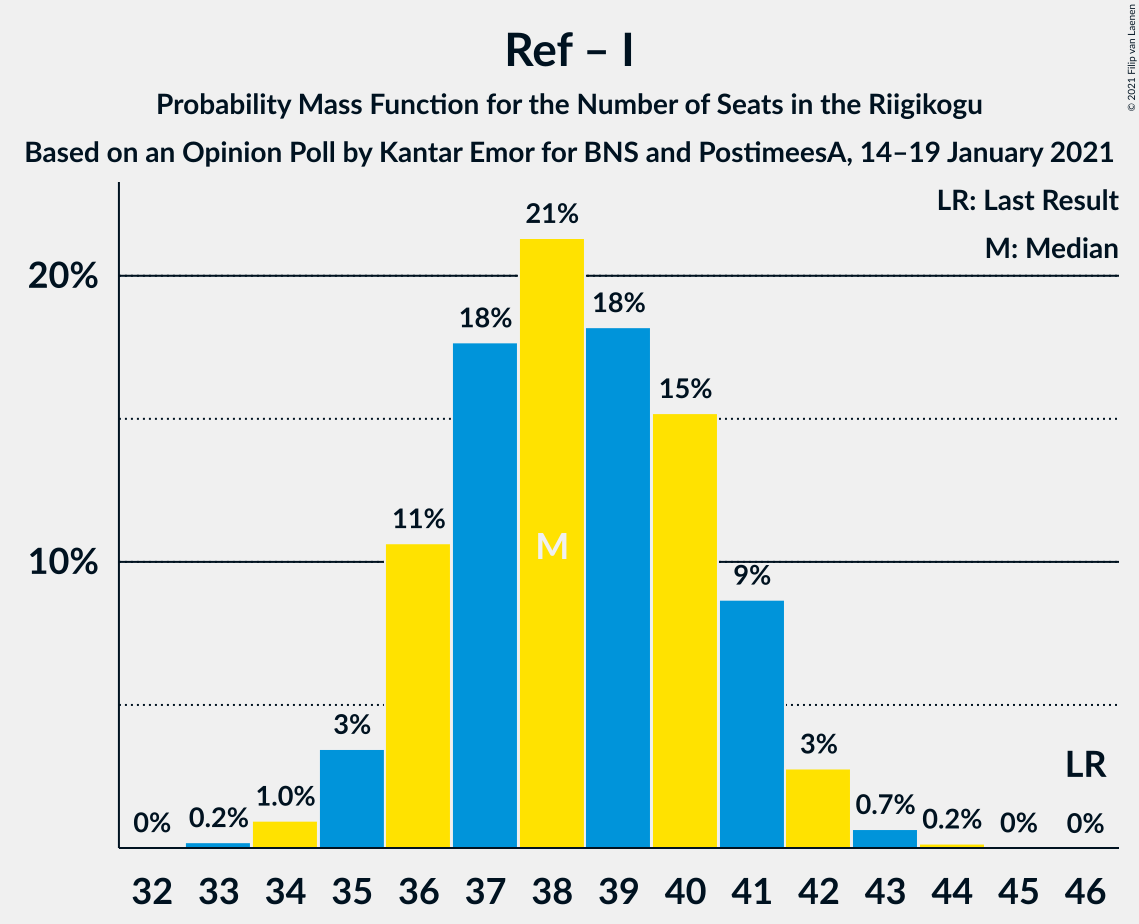 Ref – I
Probability Mass Function for the Number of Seats in the Riigikogu
Based on an Opinion Poll by Kantar Emor for BNS and PostimeesA, 14–19 January 2021
© 2021 Filip van Laenen
LR: Last Result
M: Median
20%
10%
0%
0.2%
1.0%
3%
11%
18%
21%
18%
15%
9%
3%
0.7%
0.2%
0%
0%
M
LR
32 33 34 35 36 37 38 39 40 41 42 43 44 45 46